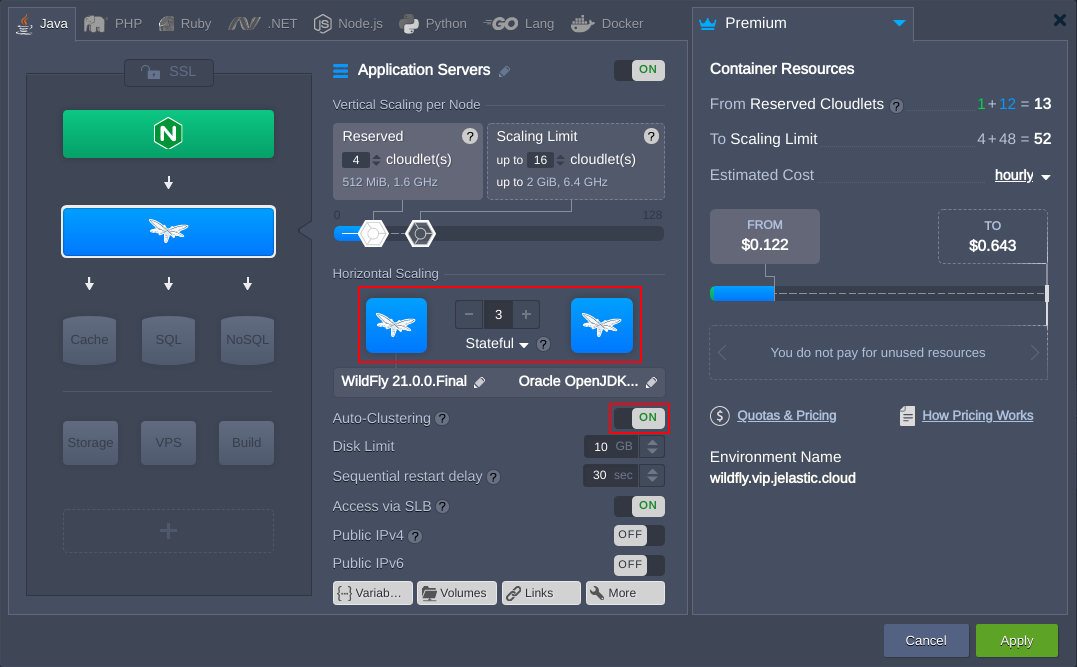 Java PHP Ruby .NET Node.js Python Lang Docker
SSL
N
Cache SQL NoSQL
Storage VPS Build
+
Application Servers ON
Vertical Scaling per Node
Reserved ?
4 cloudlet(s)
512 MiB, 1.6 GHz
Scaling Limit ?
up to 16 cloudlet(s)
up to 2 GiB, 6.4 GHz
0 128
Horizontal Scaling
− 3 +
Stateful ?
WildFly 21.0.0.Final Oracle OpenJDK...
Auto-Clustering ? ON
Disk Limit 10 GB
Sequential restart delay ? 30 sec
Access via SLB ? ON
Public IPv4 ? OFF
Public IPv6 OFF
Variab... Volumes Links More
Premium
Container Resources
From Reserved Cloudlets ? 1 + 12 = 13
To Scaling Limit 4 + 48 = 52
Estimated Cost hourly
FROM
$0.122
TO
$0.643
You do not pay for unused resources
$ Quotas & Pricing How Pricing Works
Environment Name
wildfly.vip.jelastic.cloud
Cancel Apply